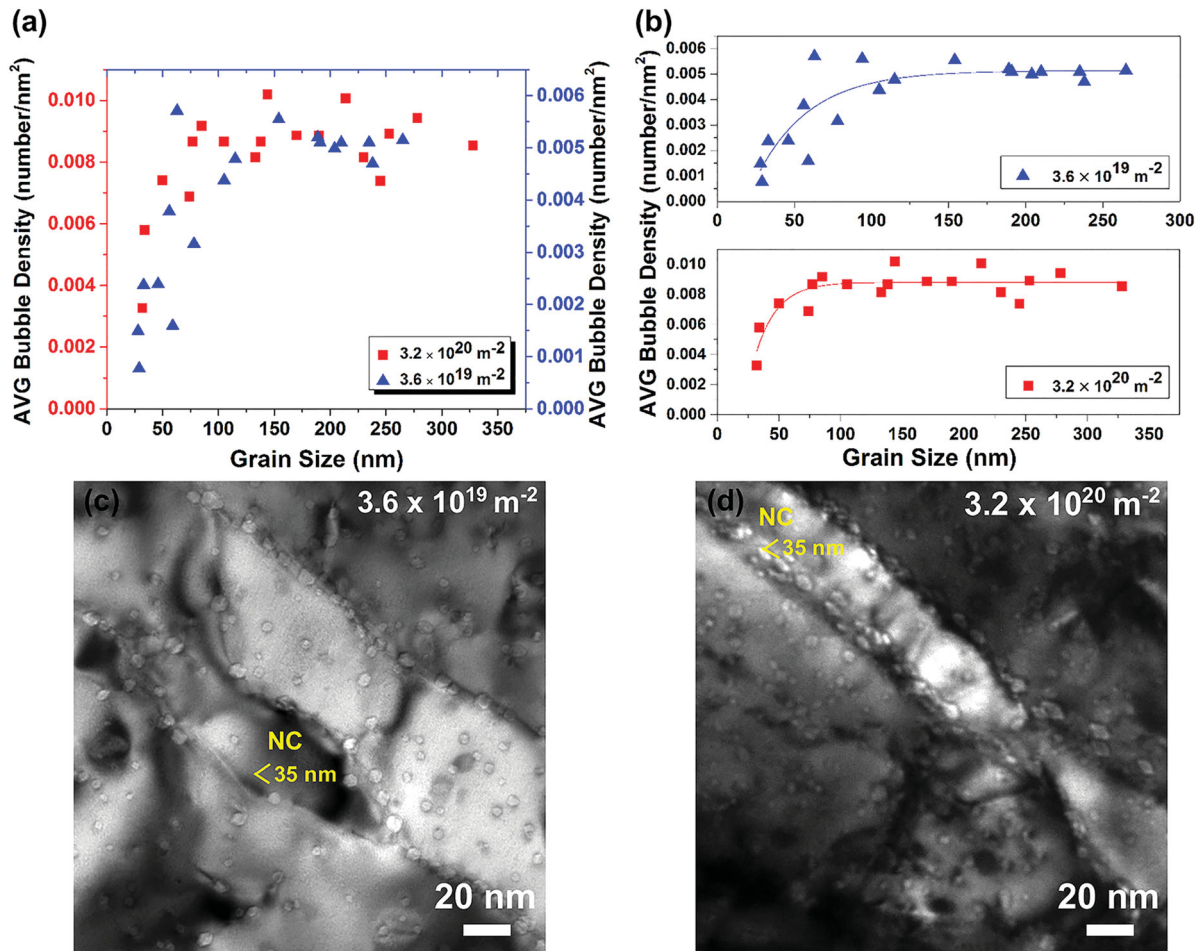 (a)
AVG Bubble Density (number/nm²)
0.010
0.008
0.006
0.004
0.002
0.000
0.006
0.005
0.004
0.003
0.002
0.001
0.000
AVG Bubble Density (number/nm²)
3.2 × 10²⁰ m⁻²
3.6 × 10¹⁹ m⁻²
0 50 100 150 200 250 300 350
Grain Size (nm)
(b)
AVG Bubble Density (number/nm²)
0.006
0.005
0.004
0.003
0.002
0.001
0.000
3.6 × 10¹⁹ m⁻²
0 50 100 150 200 250 300
0.010
0.008
0.006
0.004
0.002
0.000
3.2 × 10²⁰ m⁻²
0 50 100 150 200 250 300 350
Grain Size (nm)
(c)
3.6 x 10¹⁹ m⁻²
NC
<35 nm
20 nm
(d)
3.2 x 10²⁰ m⁻²
NC
<35 nm
20 nm